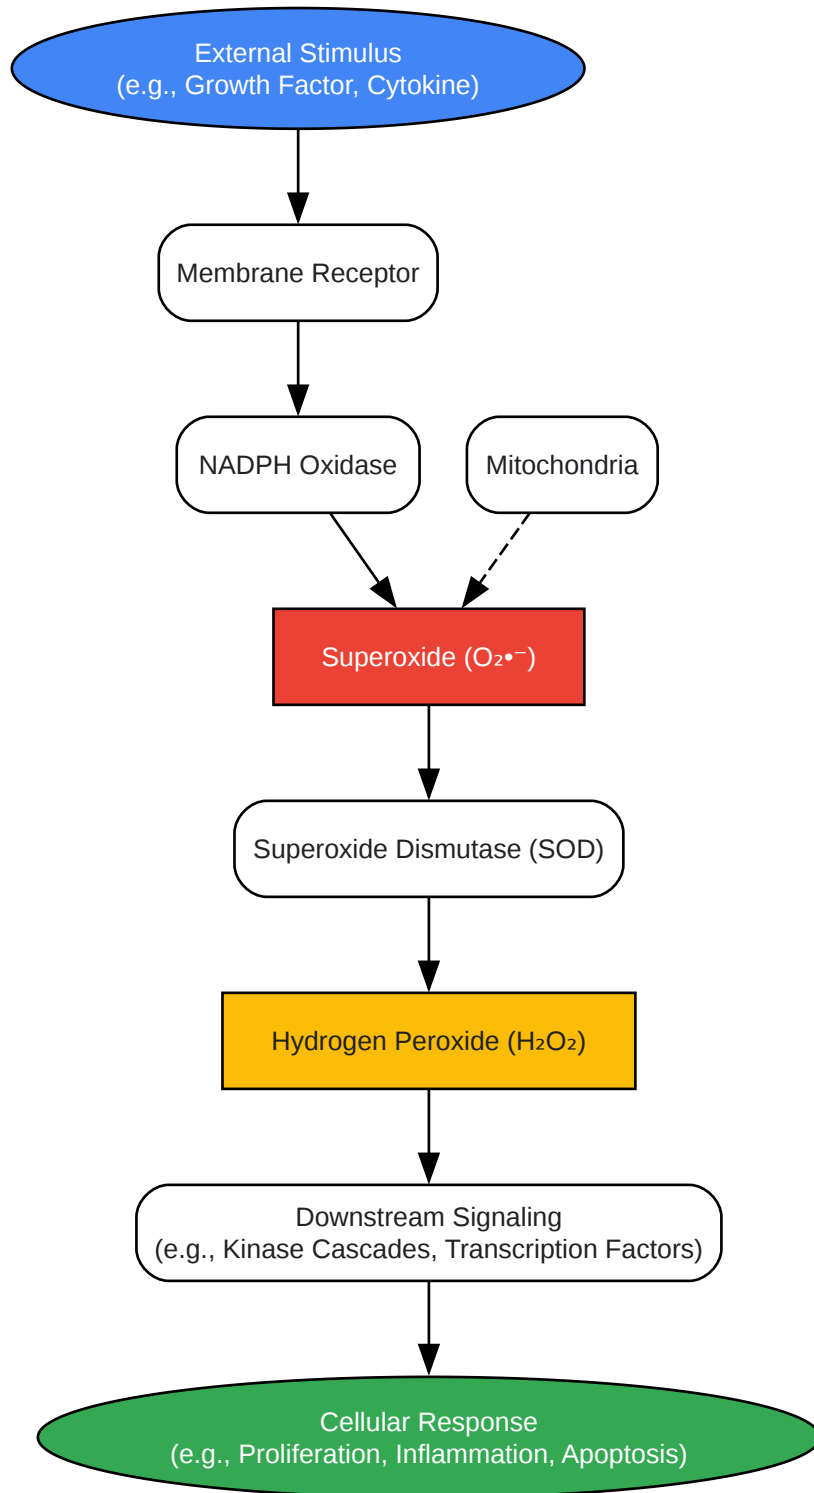 External Stimulus
(e.g., Growth Factor, Cytokine)
Membrane Receptor
NADPH Oxidase
Mitochondria
Superoxide (O₂•⁻)
Superoxide Dismutase (SOD)
Hydrogen Peroxide (H₂O₂)
Downstream Signaling
(e.g., Kinase Cascades, Transcription Factors)
Cellular Response
(e.g., Proliferation, Inflammation, Apoptosis)